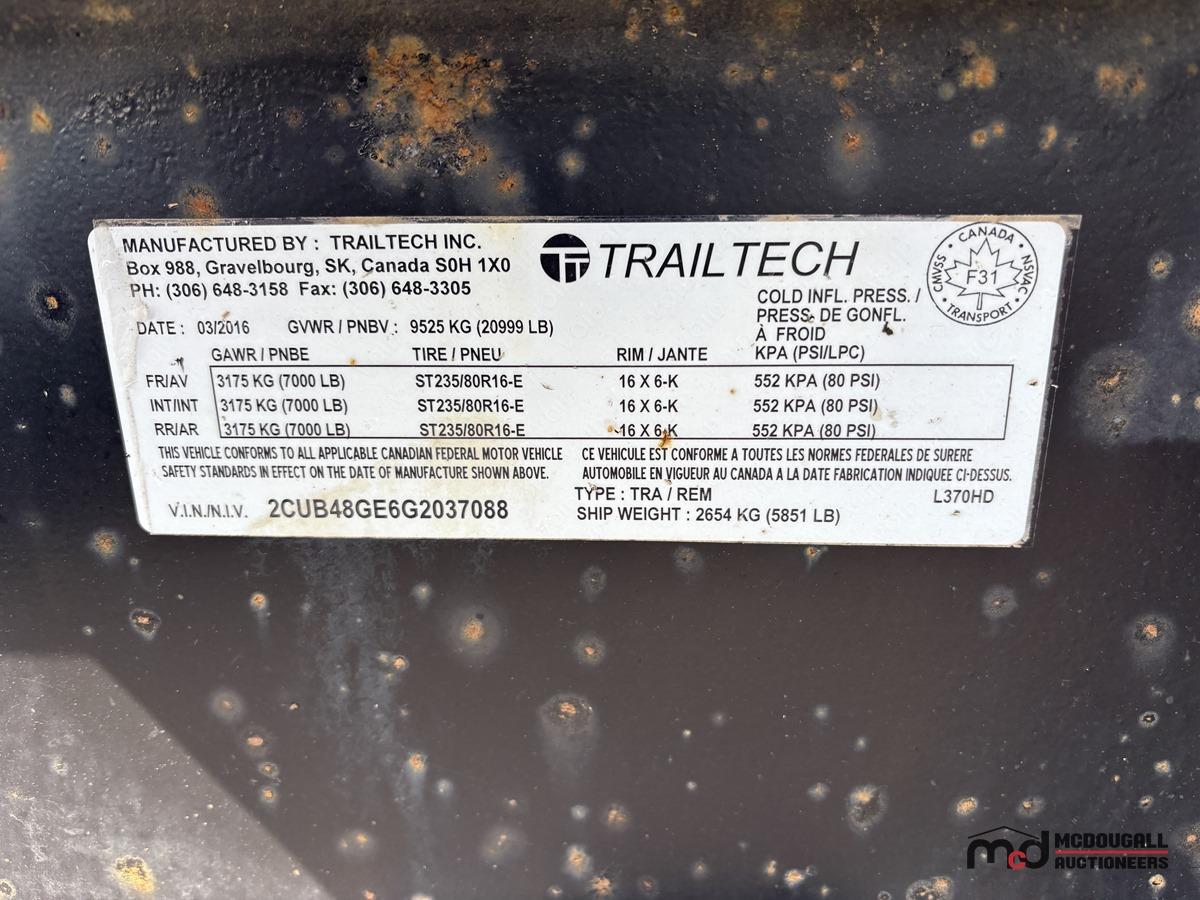 MANUFACTURED BY : TRAILTECH INC.
Box 988, Gravelbourg, SK, Canada S0H 1X0
PH: (306) 648-3158 Fax: (306) 648-3305
TRAILTECH
CANADA
CMVSS
NSVAC
F31
TRANSPORT
COLD INFL. PRESS. /
PRESS. DE GONFL.
À FROID
DATE : 03/2016 GVWR / PNBV : 9525 KG (20999 LB)
GAWR / PNBE TIRE / PNEU RIM / JANTE KPA (PSI/LPC)
FR/AV 3175 KG (7000 LB) ST235/80R16-E 16 X 6-K 552 KPA (80 PSI)
INT/INT 3175 KG (7000 LB) ST235/80R16-E 16 X 6-K 552 KPA (80 PSI)
RR/AR 3175 KG (7000 LB) ST235/80R16-E 16 X 6-K 552 KPA (80 PSI)
THIS VEHICLE CONFORMS TO ALL APPLICABLE CANADIAN FEDERAL MOTOR VEHICLE
SAFETY STANDARDS IN EFFECT ON THE DATE OF MANUFACTURE SHOWN ABOVE.
CE VEHICULE EST CONFORME A TOUTES LES NORMES FEDERALES DE SURERE
AUTOMOBILE EN VIGUEUR AU CANADA A LA DATE FABRICATION INDIQUEE CI-DESSUS.
V.I.N./N.I.V. 2CUB48GE6G2037088
TYPE : TRA / REM L370HD
SHIP WEIGHT : 2654 KG (5851 LB)
mcD MCDOUGALL
AUCTIONEERS